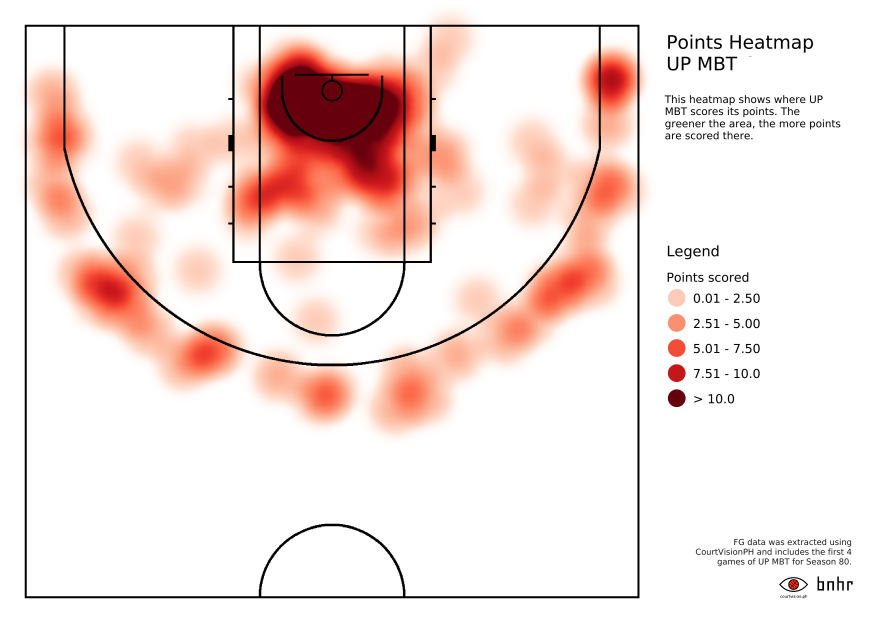 Points Heatmap
UP MBT
This heatmap shows where UP
MBT scores its points. The
greener the area, the more points
are scored there.
Legend
Points scored
0.01 - 2.50
2.51 - 5.00
5.01 - 7.50
7.51 - 10.0
> 10.0
FG data was extracted using
CourtVisionPH and includes the first 4
games of UP MBT for Season 80.
courtvision.ph
bnhr